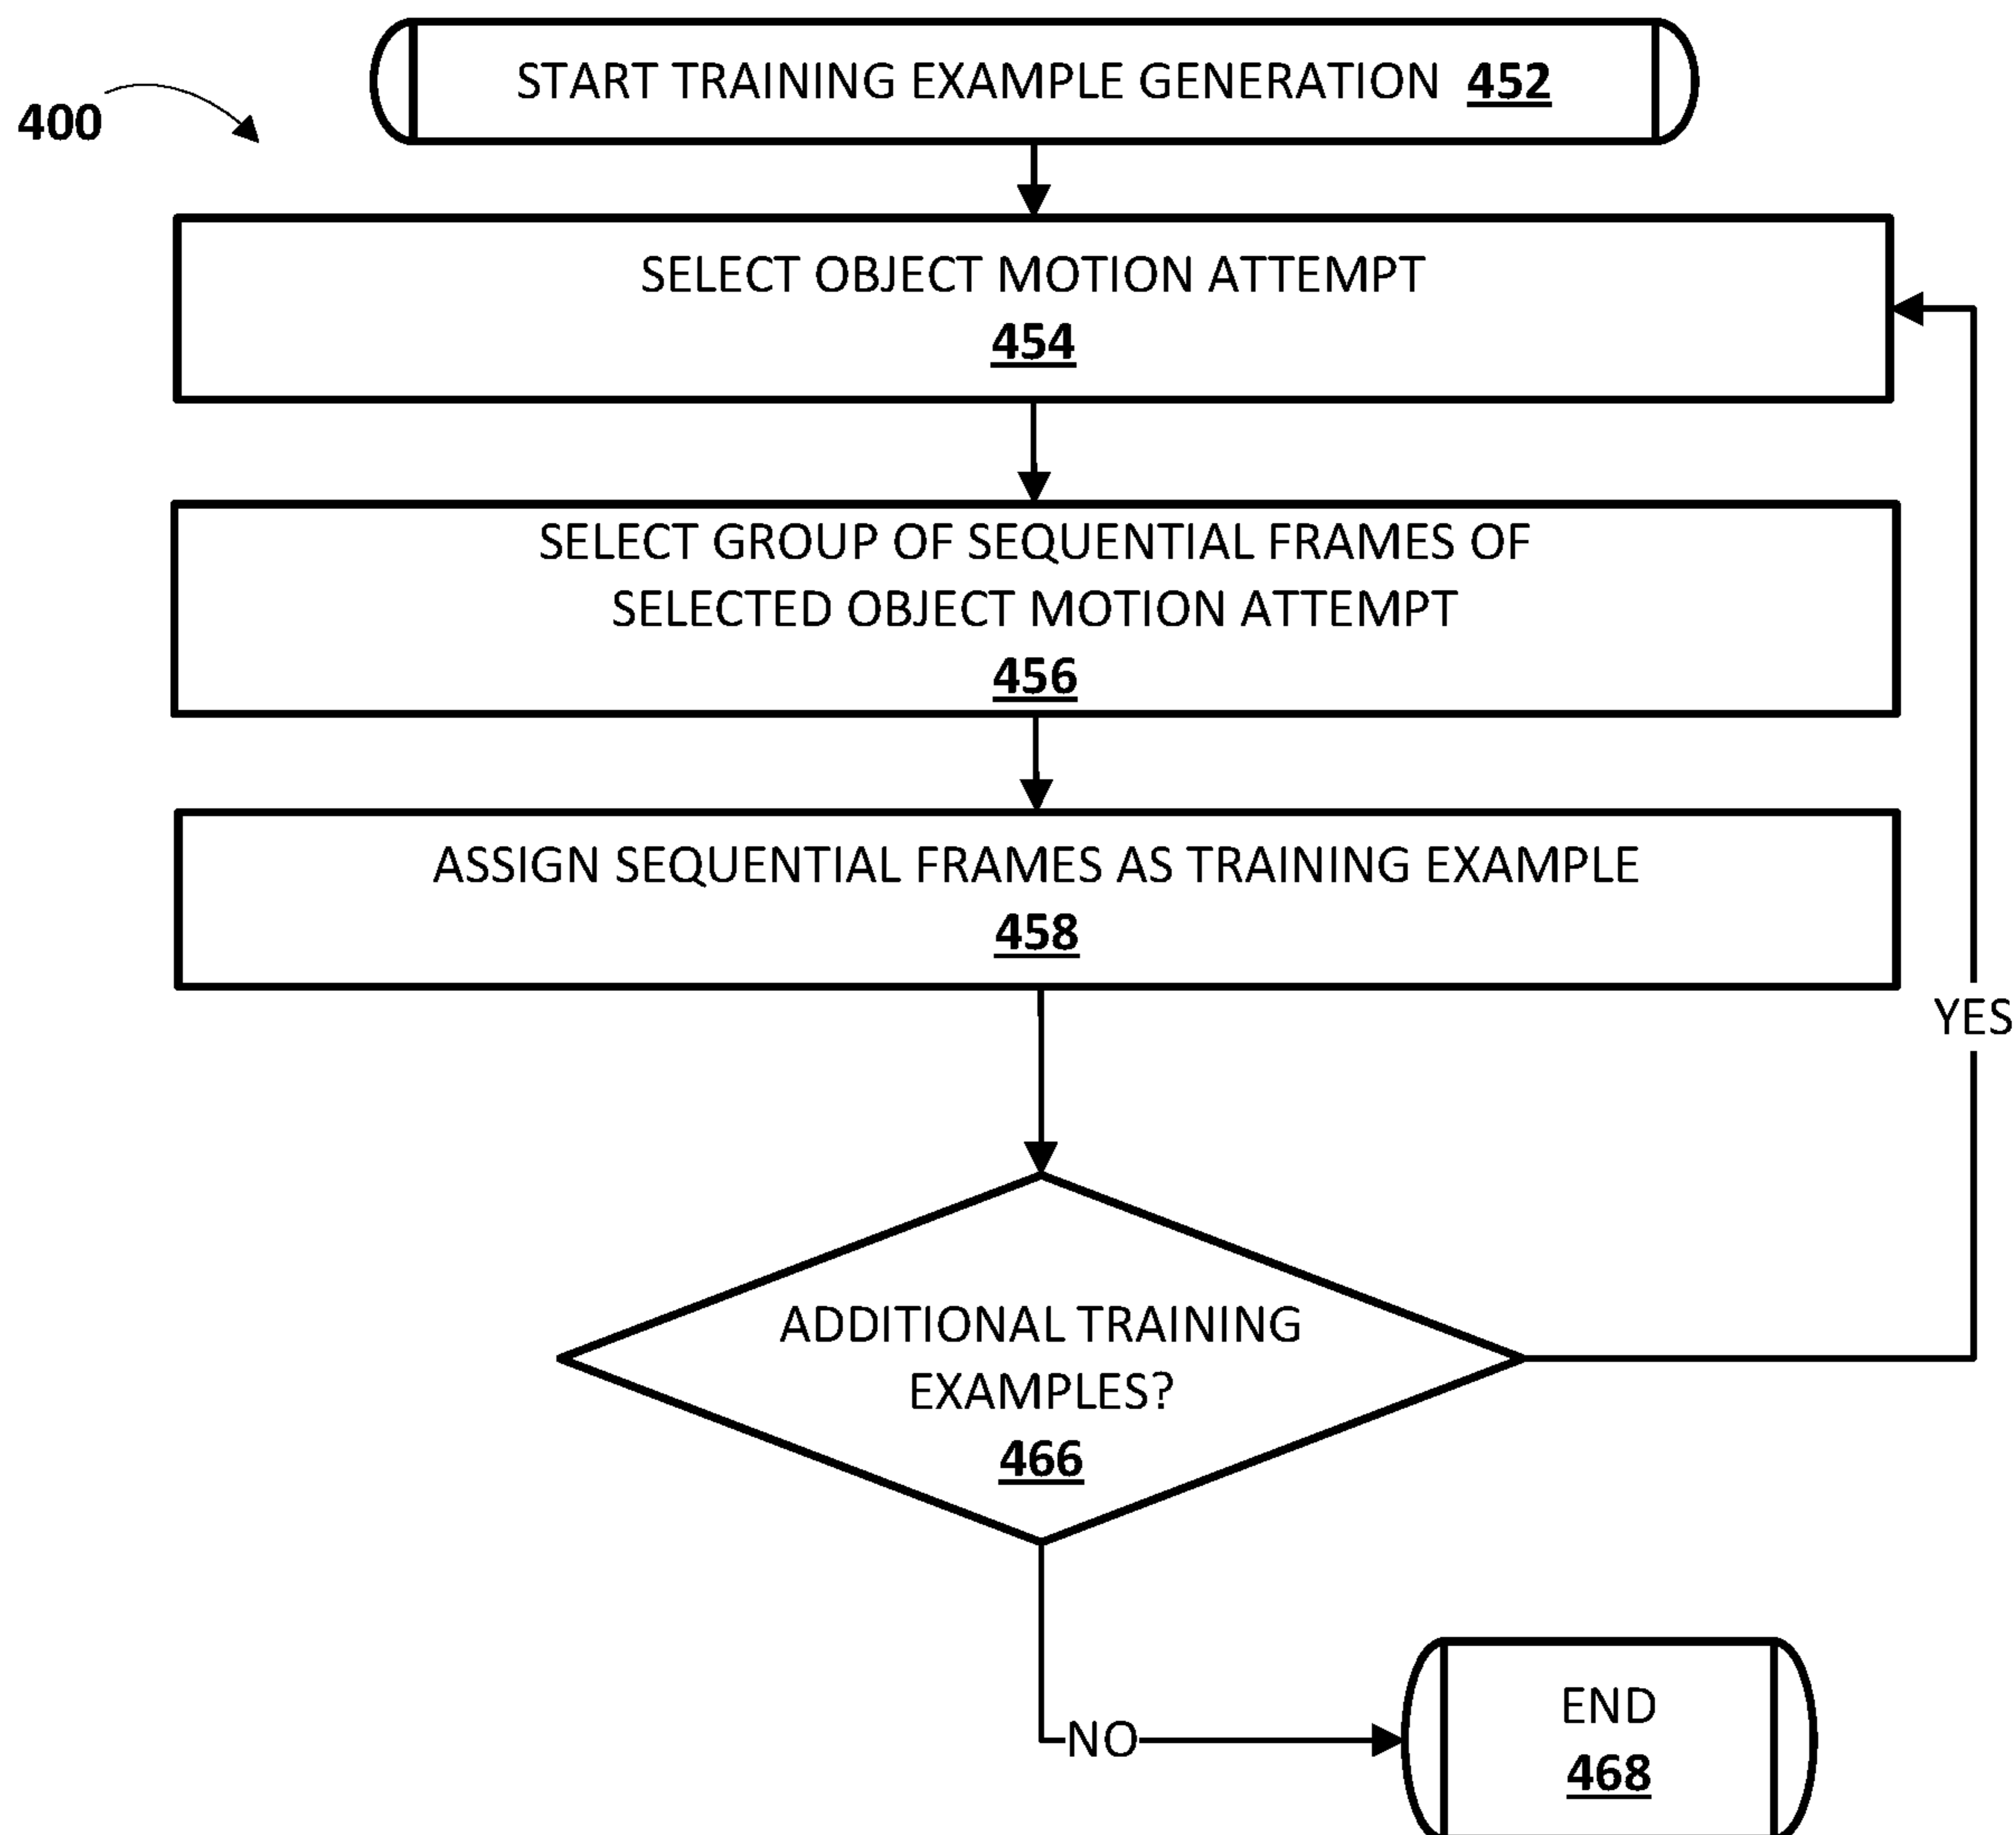 400
START TRAINING EXAMPLE GENERATION 452
SELECT OBJECT MOTION ATTEMPT
454
SELECT GROUP OF SEQUENTIAL FRAMES OF
SELECTED OBJECT MOTION ATTEMPT
456
ASSIGN SEQUENTIAL FRAMES AS TRAINING EXAMPLE
458
YES
ADDITIONAL TRAINING
EXAMPLES?
466
NO
END
468